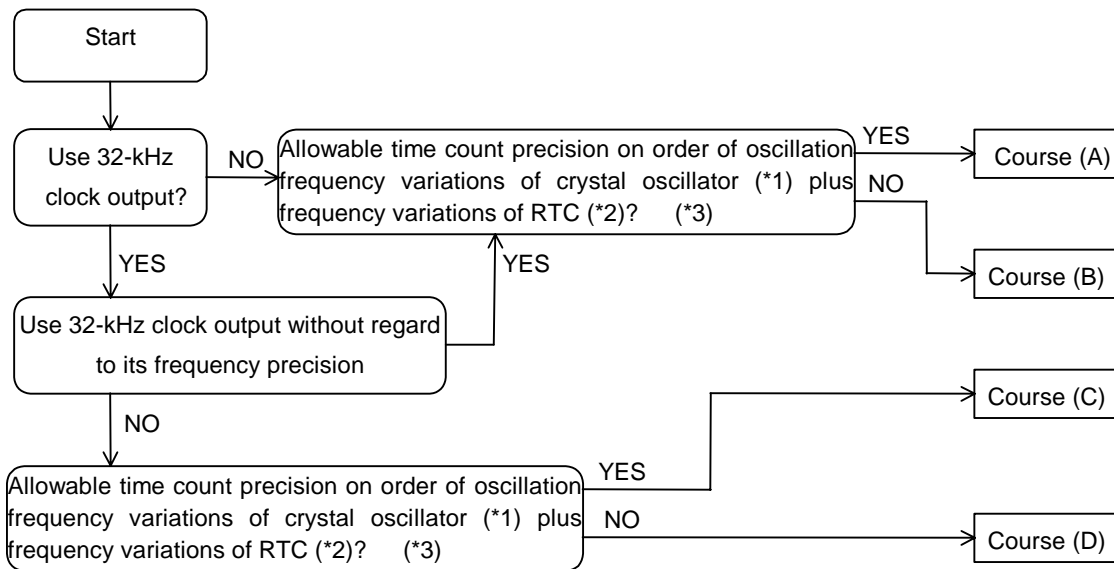 Start
Use 32-kHz
clock output?
NO
YES
Allowable time count precision on order of oscillation
frequency variations of crystal oscillator (*1) plus
frequency variations of RTC (*2)? (*3)
YES
Course (A)
NO
Course (B)
YES
Use 32-kHz clock output without regard
to its frequency precision
NO
Course (C)
Allowable time count precision on order of oscillation
frequency variations of crystal oscillator (*1) plus
frequency variations of RTC (*2)? (*3)
YES
NO
Course (D)